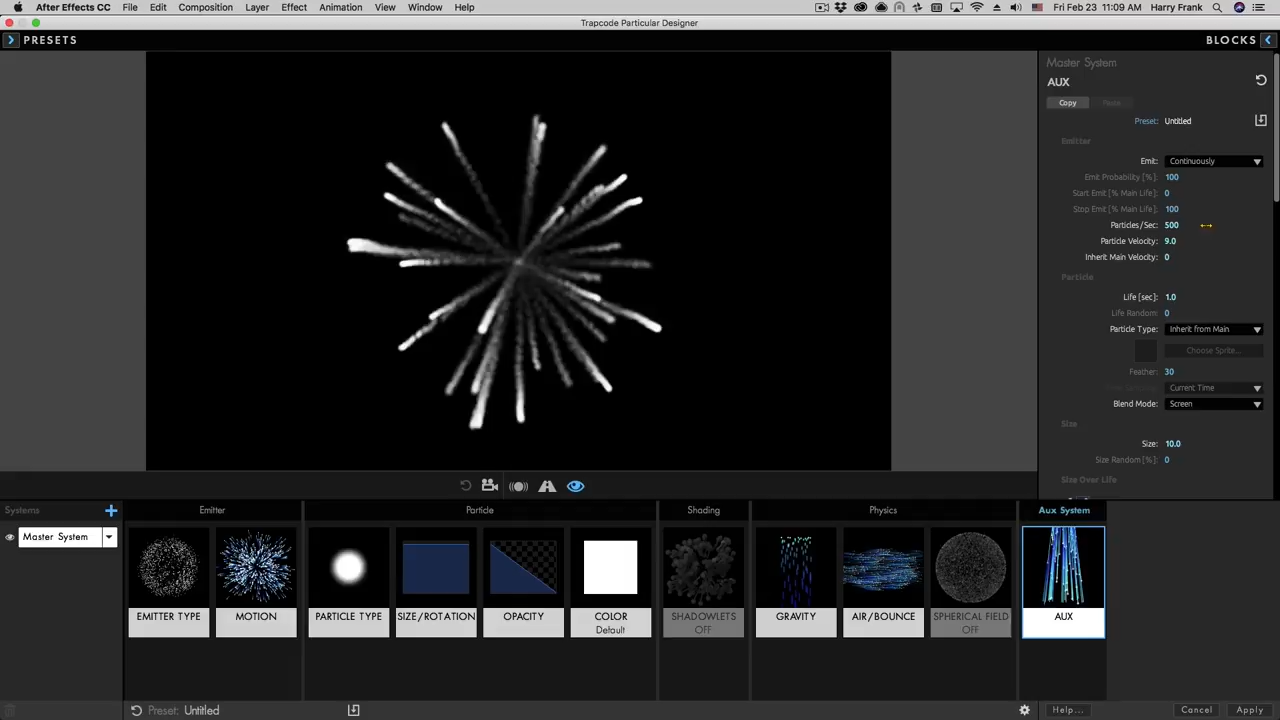 After Effects CC File Edit Composition Layer Effect Animation View Window Help Fri Feb 23 11:09 AM Harry Frank
Trapcode Particular Designer
PRESETS BLOCKS
Master System
AUX
Copy Paste
Preset: Untitled
Emitter
Emit: Continuously
Emit Probability [%]: 100
Start Emit [% Main Life]: 0
Stop Emit [% Main Life]: 100
Particles/Sec: 500
Particle Velocity: 9.0
Inherit Main Velocity: 0
Particle
Life [sec]: 1.0
Life Random: 0
Particle Type: Inherit from Main
Choose Sprite...
Feather: 30
Current Time
Blend Mode: Screen
Size
Size: 10.0
Size Random [%]: 0
Size Over Life
Systems Emitter Particle Shading Physics Aux System
Master System
EMITTER TYPE MOTION PARTICLE TYPE SIZE/ROTATION OPACITY COLOR SHADOWLETS GRAVITY AIR/BOUNCE SPHERICAL FIELD AUX
Default OFF OFF
Preset: Untitled Help... Cancel Apply